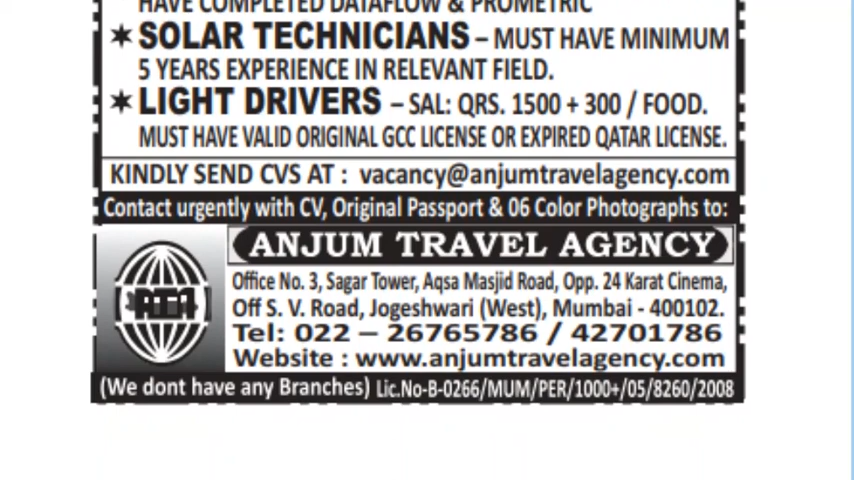 HAVE COMPLETED DATAFLOW & PROMETRIC
✶ SOLAR TECHNICIANS – MUST HAVE MINIMUM
5 YEARS EXPERIENCE IN RELEVANT FIELD.
✶ LIGHT DRIVERS – SAL: QRS. 1500 + 300 / FOOD.
MUST HAVE VALID ORIGINAL GCC LICENSE OR EXPIRED QATAR LICENSE.
KINDLY SEND CVS AT : vacancy@anjumtravelagency.com
Contact urgently with CV, Original Passport & 06 Color Photographs to:
ANJUM TRAVEL AGENCY
Office No. 3, Sagar Tower, Aqsa Masjid Road, Opp. 24 Karat Cinema,
Off S. V. Road, Jogeshwari (West), Mumbai - 400102.
Tel: 022 – 26765786 / 42701786
Website : www.anjumtravelagency.com
(We dont have any Branches) Lic.No-B-0266/MUM/PER/1000+/05/8260/2008